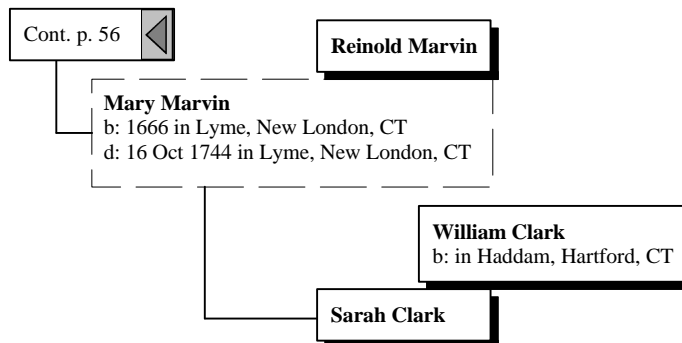 Cont. p. 56
Reinold Marvin
Mary Marvin
b: 1666 in Lyme, New London, CT
d: 16 Oct 1744 in Lyme, New London, CT
William Clark
b: in Haddam, Hartford, CT
Sarah Clark